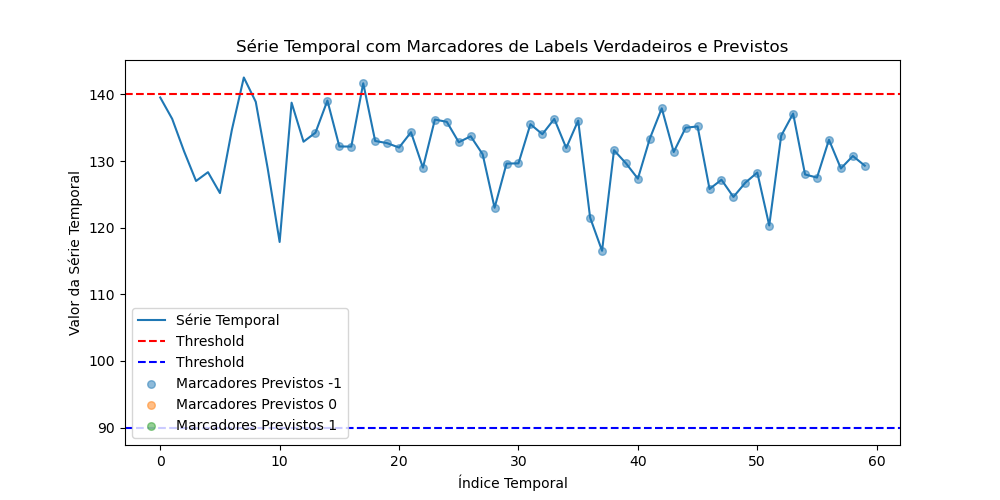 Série Temporal com Marcadores de Labels Verdadeiros e Previstos
Valor da Série Temporal
140
130
120
110
100
90
Série Temporal
Threshold
Threshold
Marcadores Previstos -1
Marcadores Previstos 0
Marcadores Previstos 1
0 10 20 30 40 50 60
Índice Temporal